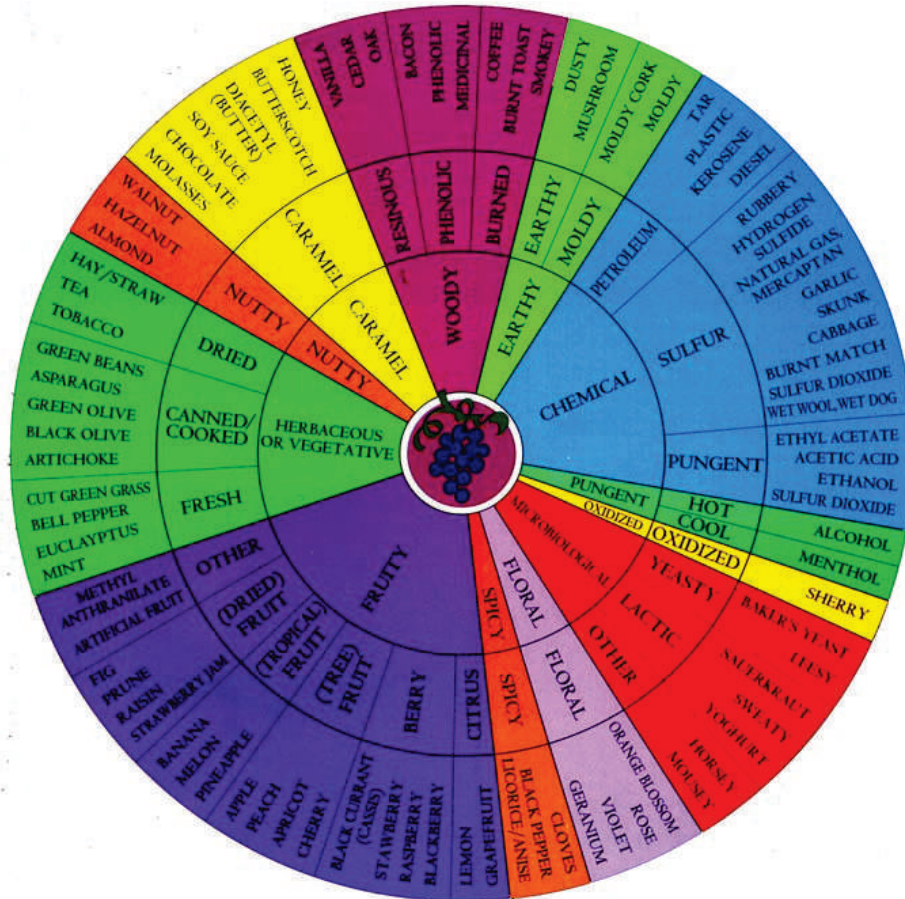 WOODY
RESINOUS
VANILLA
CEDAR
OAK
PHENOLIC
BACON
PHENOLIC
MEDICINAL
BURNED
COFFEE
BURNT TOAST
SMOKEY
EARTHY
EARTHY
DUSTY
MUSHROOM
MOLDY
MOLDY CORK
MOLDY
CHEMICAL
PETROLEUM
TAR
PLASTIC
KEROSENE
DIESEL
SULFUR
RUBBERY
HYDROGEN
SULFIDE
NATURAL GAS,
MERCAPTAN
GARLIC
SKUNK
CABBAGE
BURNT MATCH
SULFUR DIOXIDE
WET WOOL, WET DOG
PUNGENT
ETHYL ACETATE
ACETIC ACID
ETHANOL
SULFUR DIOXIDE
PUNGENT
HOT
ALCOHOL
COOL
MENTHOL
OXIDIZED
OXIDIZED
SHERRY
MICROBIOLOGICAL
YEASTY
BAKER'S YEAST
LEESY
LACTIC
SAUERKRAUT
SWEATY
YOGHURT
OTHER
HORSEY
MOUSEY
FLORAL
FLORAL
ORANGE BLOSSOM
ROSE
VIOLET
GERANIUM
SPICY
SPICY
CLOVES
BLACK PEPPER
LICORICE/ANISE
FRUITY
CITRUS
GRAPEFRUIT
LEMON
BERRY
BLACKBERRY
RASPBERRY
STAWBERRY
BLACK CURRANT
(CASSIS)
(TREE)
FRUIT
CHERRY
APRICOT
PEACH
APPLE
(TROPICAL)
FRUIT
PINEAPPLE
MELON
BANANA
(DRIED)
FRUIT
STRAWBERRY JAM
RAISIN
PRUNE
FIG
OTHER
ARTIFICIAL FRUIT
METHYL
ANTHIRANILATE
HERBACEOUS
OR VEGETATIVE
FRESH
CUT GREEN GRASS
BELL PEPPER
EUCLAYPTUS
MINT
CANNED/
COOKED
GREEN BEANS
ASPARAGUS
GREEN OLIVE
BLACK OLIVE
ARTICHOKE
DRIED
HAY/STRAW
TEA
TOBACCO
NUTTY
NUTTY
WALNUT
HAZELNUT
ALMOND
CARAMEL
CARAMEL
HONEY
BUTTERSCOTCH
DIACETYL
(BUTTER)
SOY SAUCE
CHOCOLATE
MOLASSES